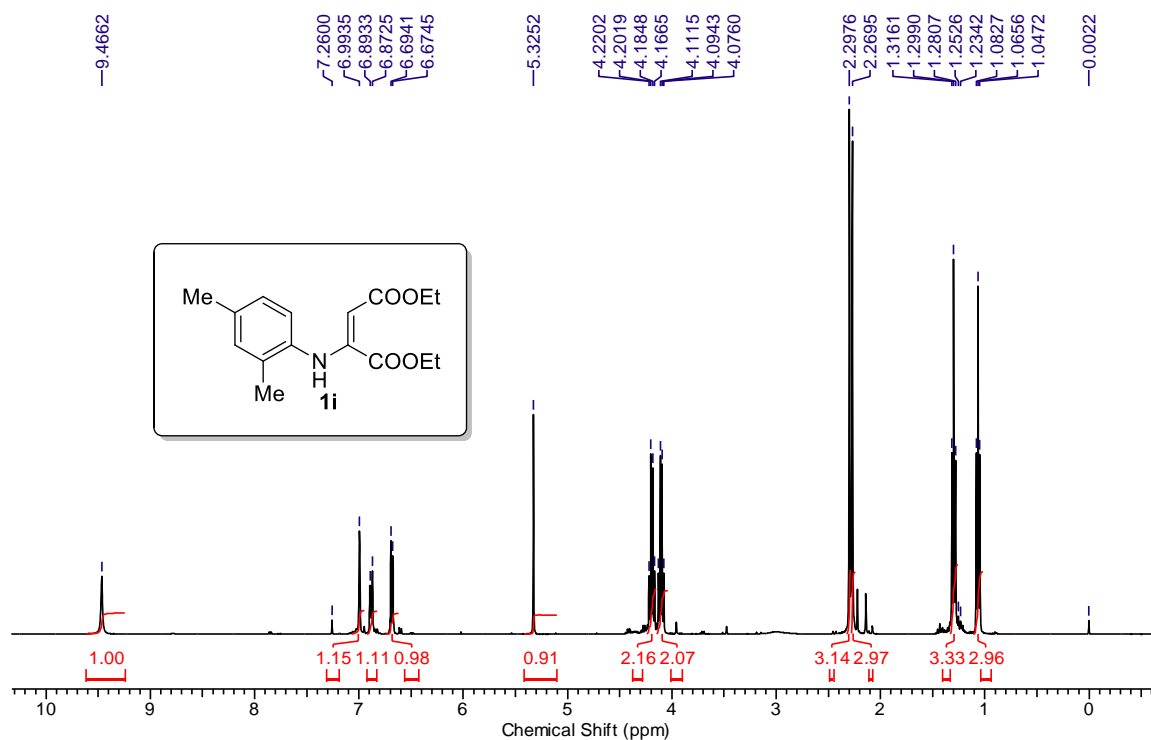 9.4662
7.2600
6.9935
6.8933
6.8725
6.6941
6.6745
5.3252
4.2202
4.2019
4.1848
4.1665
4.1115
4.0943
4.0760
2.2976
2.2695
1.3161
1.2990
1.2807
1.2526
1.2342
1.0827
1.0656
1.0472
-0.0022
Me
COOEt
N
H
COOEt
Me
1i
1.00 1.15 1.11 0.98 0.91 2.16 2.07 3.14 2.97 3.33 2.96
10 9 8 7 6 5 4 3 2 1 0
Chemical Shift (ppm)